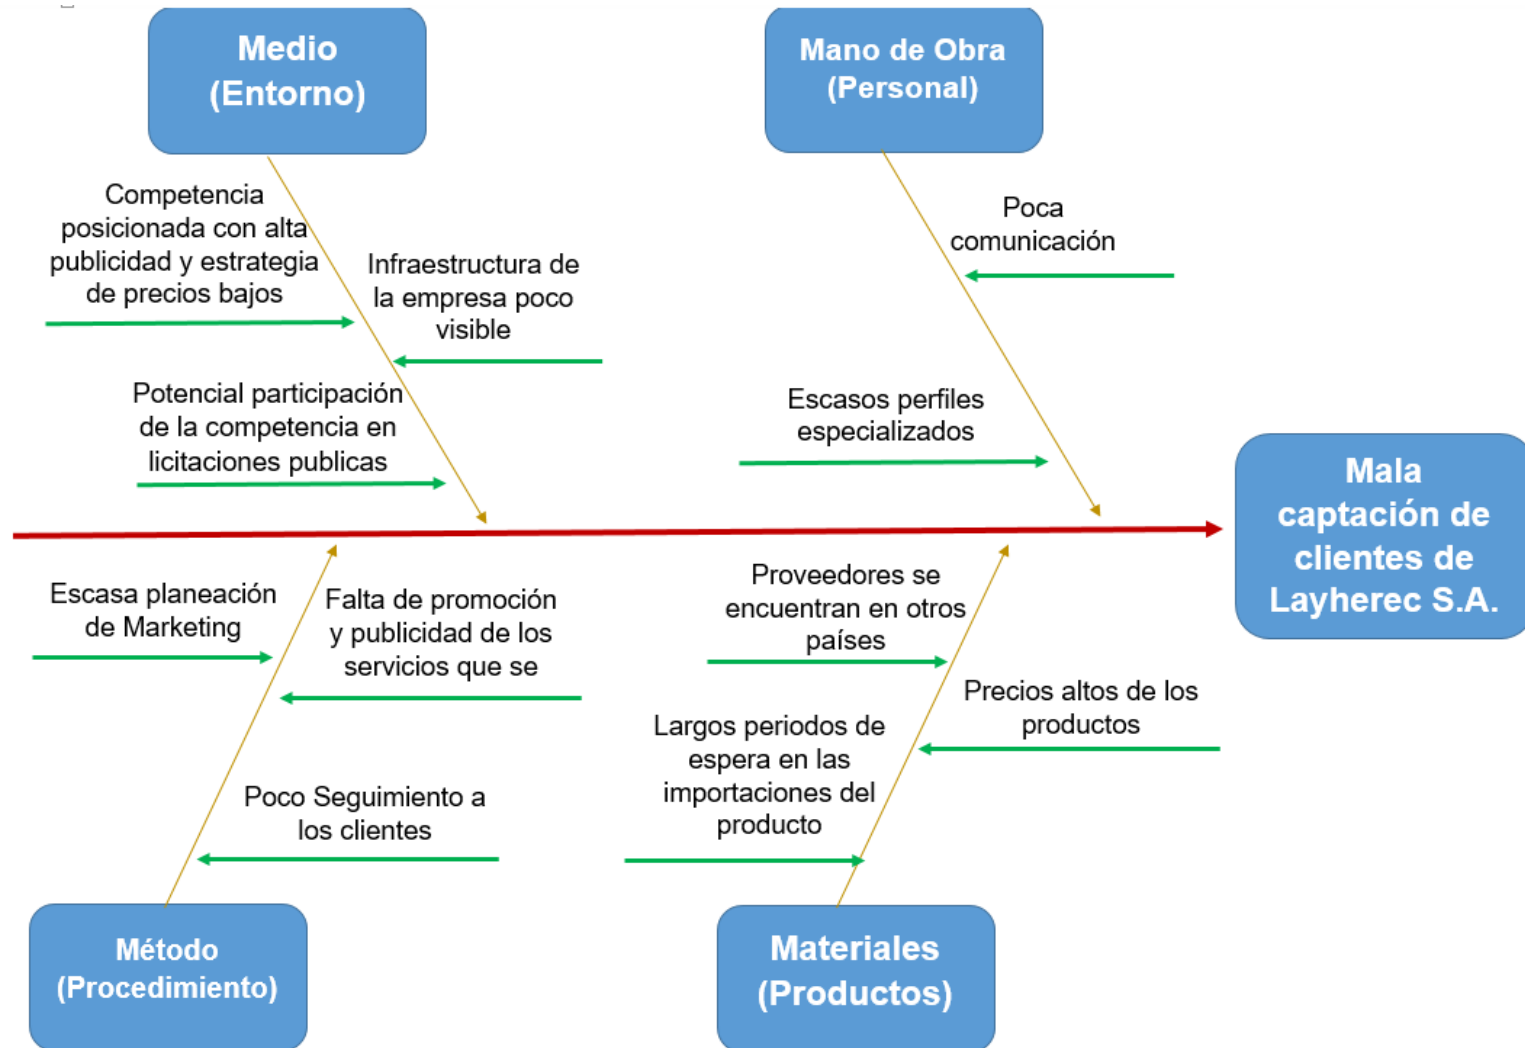 Medio
(Entorno)
Mano de Obra
(Personal)
Competencia
posicionada con alta
publicidad y estrategia
de precios bajos
Infraestructura de
la empresa poco
visible
Potencial participación
de la competencia en
licitaciones publicas
Poca
comunicación
Escasos perfiles
especializados
Mala
captación de
clientes de
Layherec S.A.
Escasa planeación
de Marketing
Falta de promoción
y publicidad de los
servicios que se
Poco Seguimiento a
los clientes
Proveedores se
encuentran en otros
países
Precios altos de los
productos
Largos periodos de
espera en las
importaciones del
producto
Método
(Procedimiento)
Materiales
(Productos)